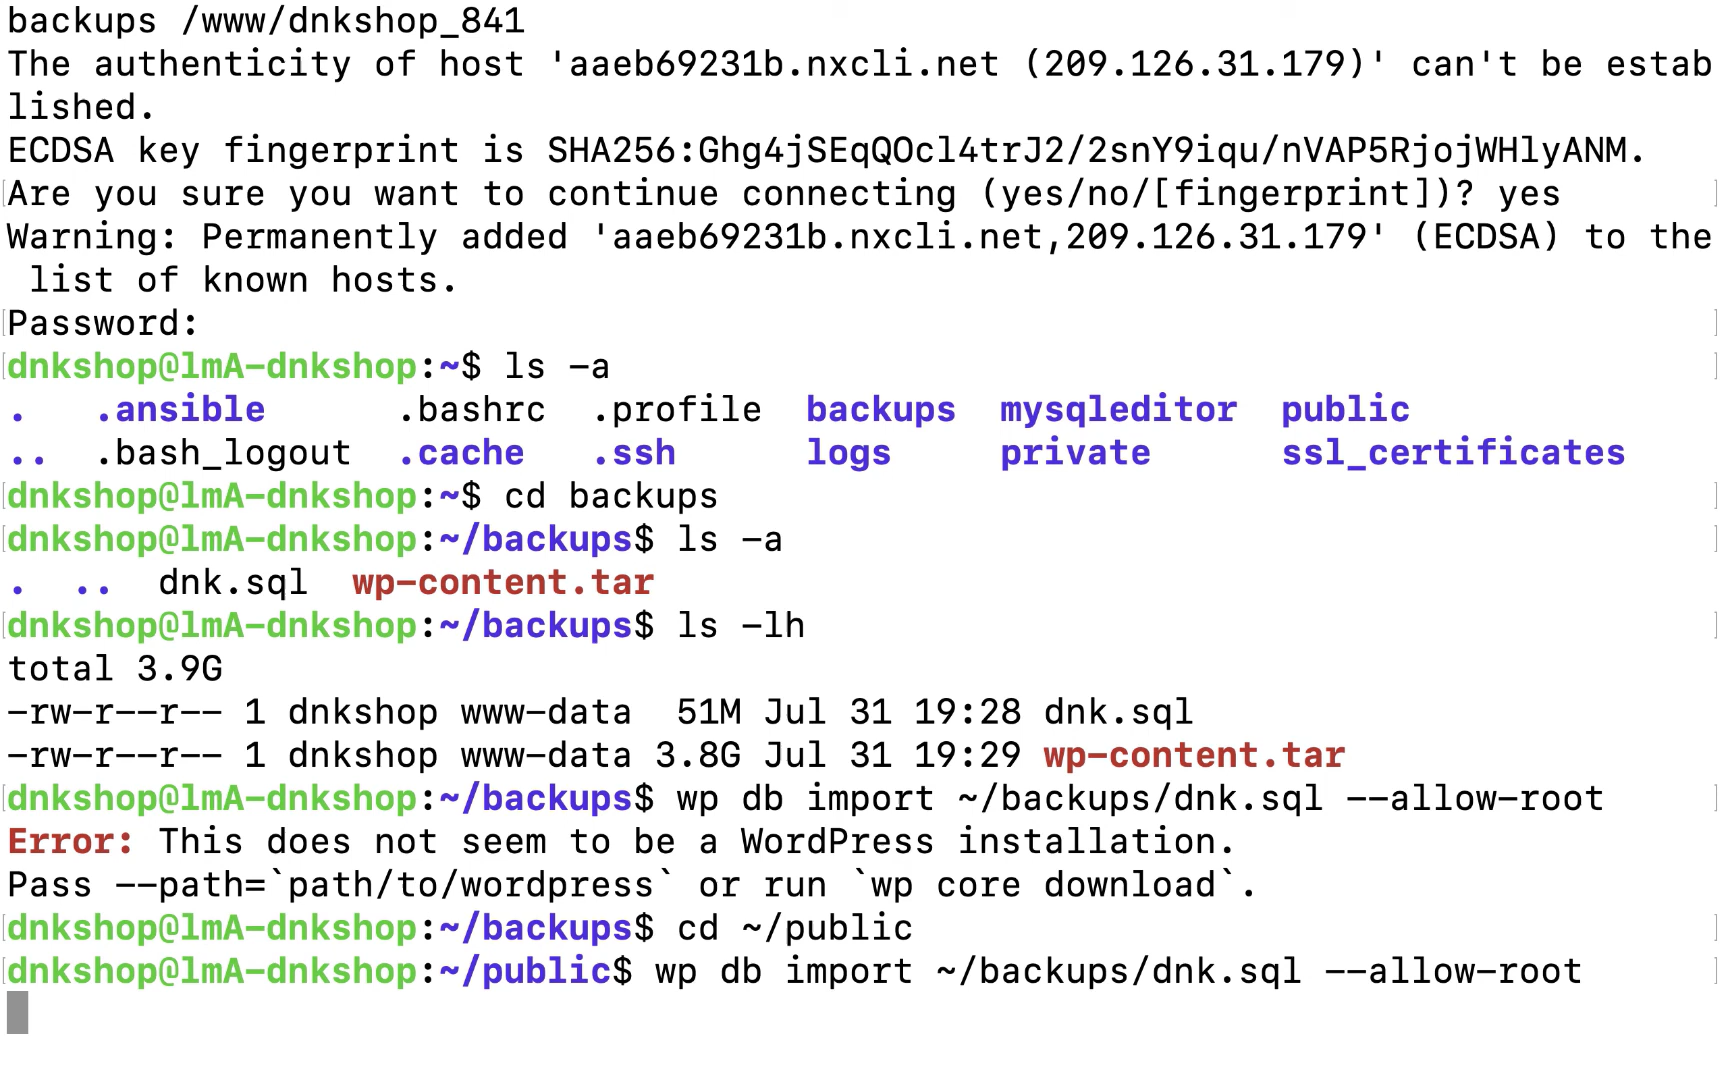 backups /www/dnkshop_841
The authenticity of host 'aaeb69231b.nxcli.net (209.126.31.179)' can't be estab
lished.
ECDSA key fingerprint is SHA256:Ghg4jSEqQOcl4trJ2/2snY9iqu/nVAP5RjojWHlyANM.
Are you sure you want to continue connecting (yes/no/[fingerprint])? yes
Warning: Permanently added 'aaeb69231b.nxcli.net,209.126.31.179' (ECDSA) to the
 list of known hosts.
Password:
dnkshop@lmA-dnkshop:~$ ls -a
.   .ansible      .bashrc  .profile  backups  mysqleditor  public
..  .bash_logout  .cache   .ssh      logs     private      ssl_certificates
dnkshop@lmA-dnkshop:~$ cd backups
dnkshop@lmA-dnkshop:~/backups$ ls -a
.  ..  dnk.sql  wp-content.tar
dnkshop@lmA-dnkshop:~/backups$ ls -lh
total 3.9G
-rw-r--r-- 1 dnkshop www-data  51M Jul 31 19:28 dnk.sql
-rw-r--r-- 1 dnkshop www-data 3.8G Jul 31 19:29 wp-content.tar
dnkshop@lmA-dnkshop:~/backups$ wp db import ~/backups/dnk.sql --allow-root
Error: This does not seem to be a WordPress installation.
Pass --path=`path/to/wordpress` or run `wp core download`.
dnkshop@lmA-dnkshop:~/backups$ cd ~/public
dnkshop@lmA-dnkshop:~/public$ wp db import ~/backups/dnk.sql --allow-root